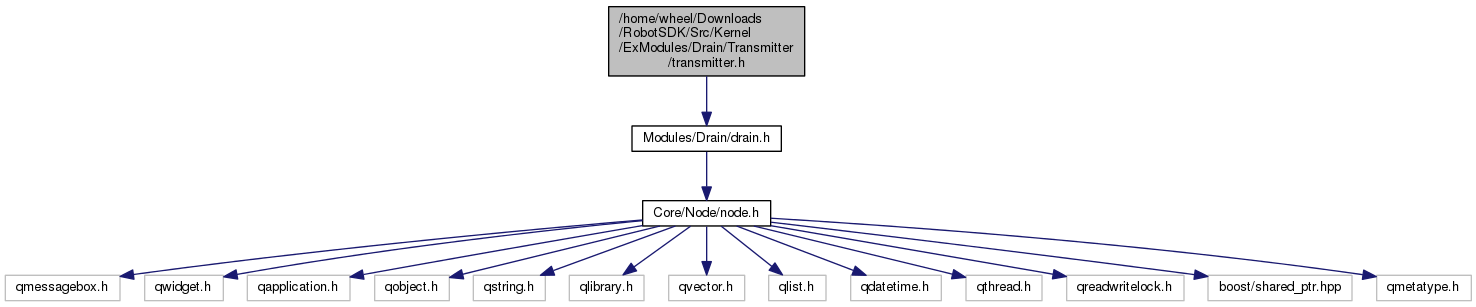 /home/wheel/Downloads
/RobotSDK/Src/Kernel
/ExModules/Drain/Transmitter
/transmitter.h
Modules/Drain/drain.h
Core/Node/node.h
qmessagebox.h
qwidget.h
qapplication.h
qobject.h
qstring.h
qlibrary.h
qvector.h
qlist.h
qdatetime.h
qthread.h
qreadwritelock.h
boost/shared_ptr.hpp
qmetatype.h